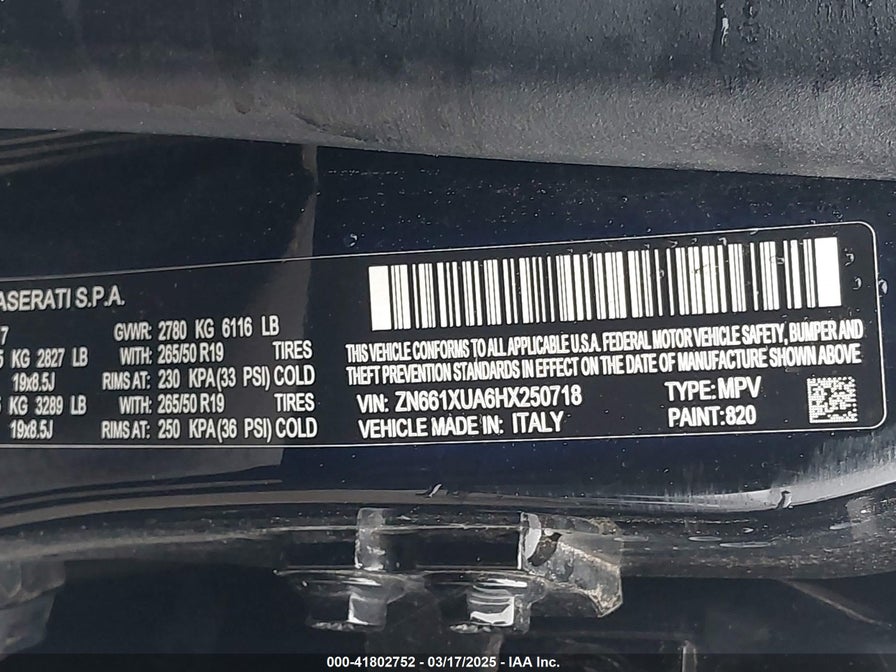 ASERATI S.P.A.
7
GVWR: 2780 KG 6116 LB
KG 2827 LB WITH: 265/50 R19 TIRES
19x8.5J RIMS AT: 230 KPA(33 PSI) COLD
KG 3289 LB WITH: 265/50 R19 TIRES
19x8.5J RIMS AT: 250 KPA(36 PSI) COLD
THIS VEHICLE CONFORMS TO ALL APPLICABLE U.S.A. FEDERAL MOTOR VEHICLE SAFETY, BUMPER AND
THEFT PREVENTION STANDARDS IN EFFECT ON THE DATE OF MANUFACTURE SHOWN ABOVE
VIN: ZN661XUA6HX250718 TYPE: MPV
VEHICLE MADE IN: ITALY PAINT: 820
000-41802752 - 03/17/2025 - IAA Inc.